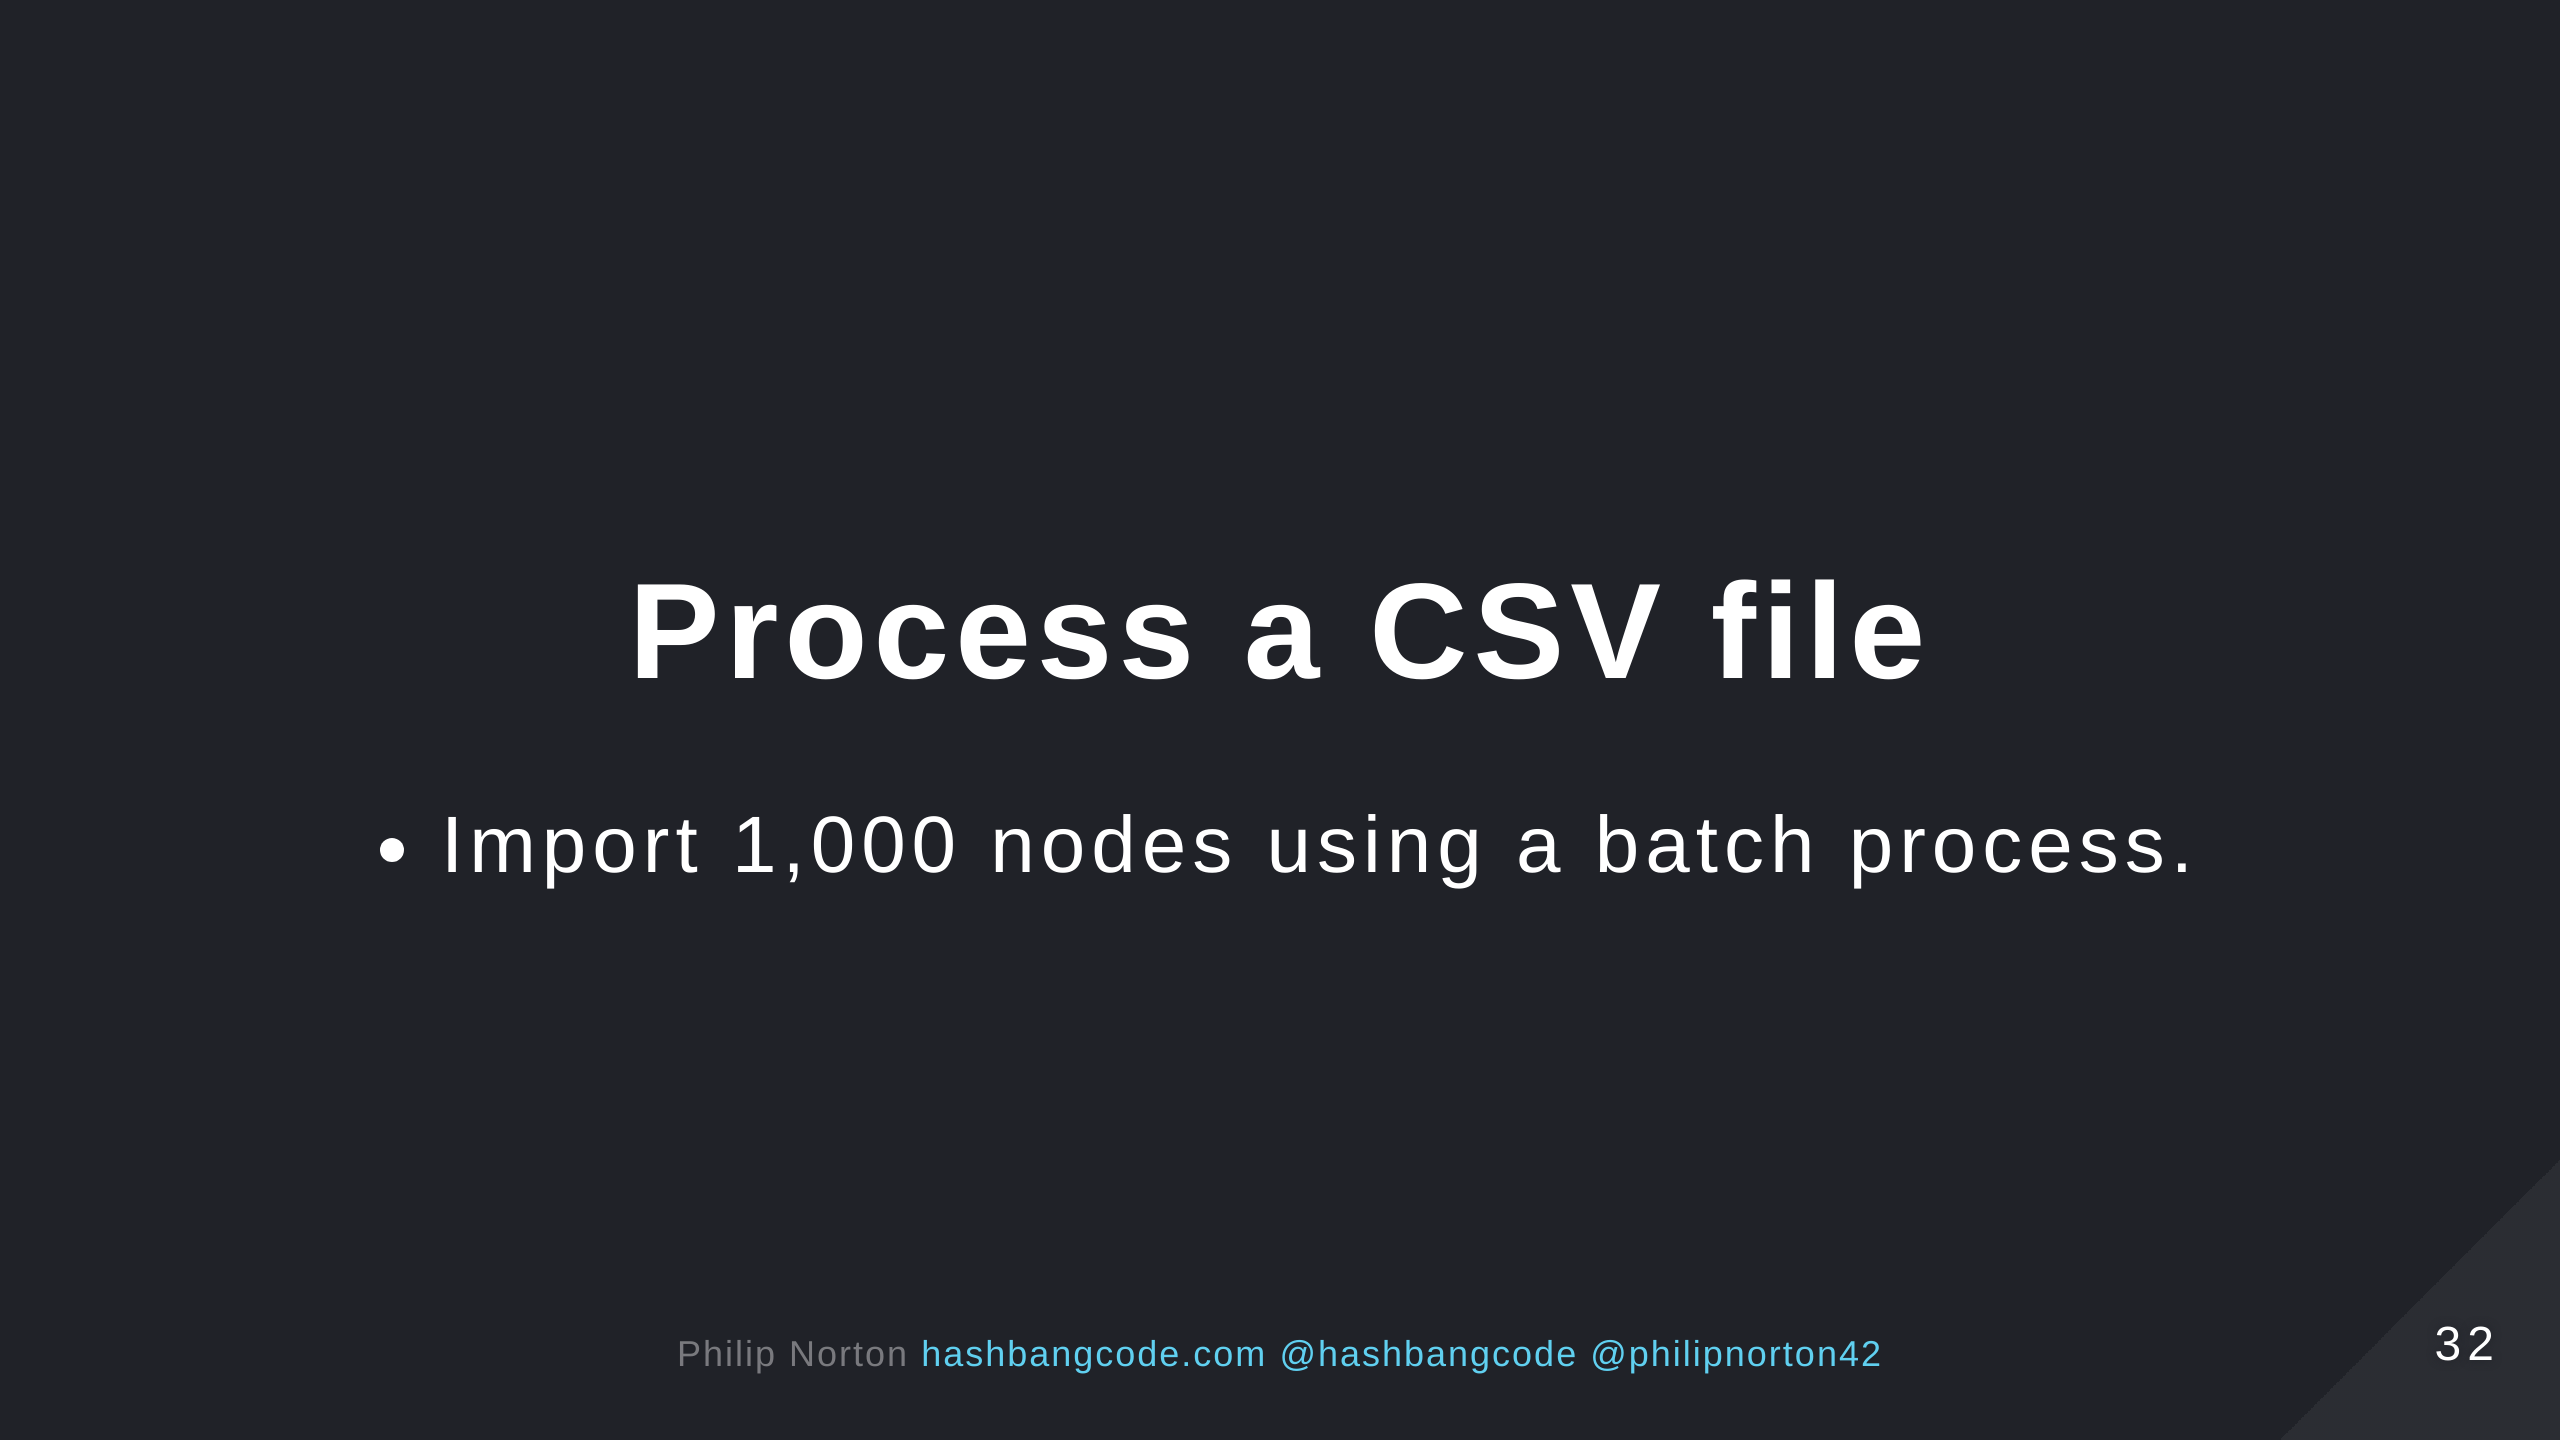 Process a CSV file
• Import 1,000 nodes using a batch process.
Philip Norton hashbangcode.com @hashbangcode @philipnorton42
32